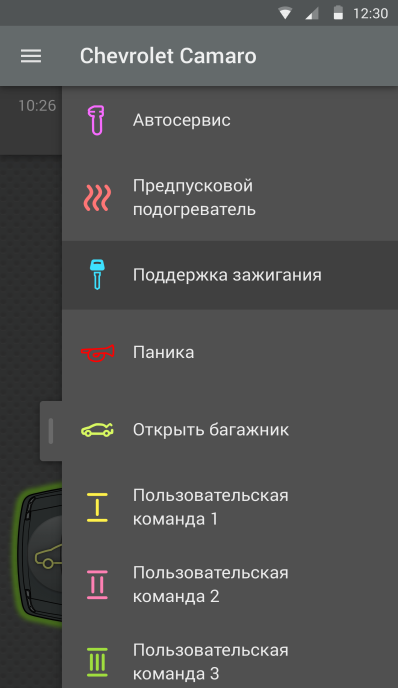 12:30
Chevrolet Camaro
10:26
Автосервис
Предпусковой
подогреватель
Поддержка зажигания
Паника
Открыть багажник
Пользовательская
команда 1
Пользовательская
команда 2
Пользовательская
команда 3